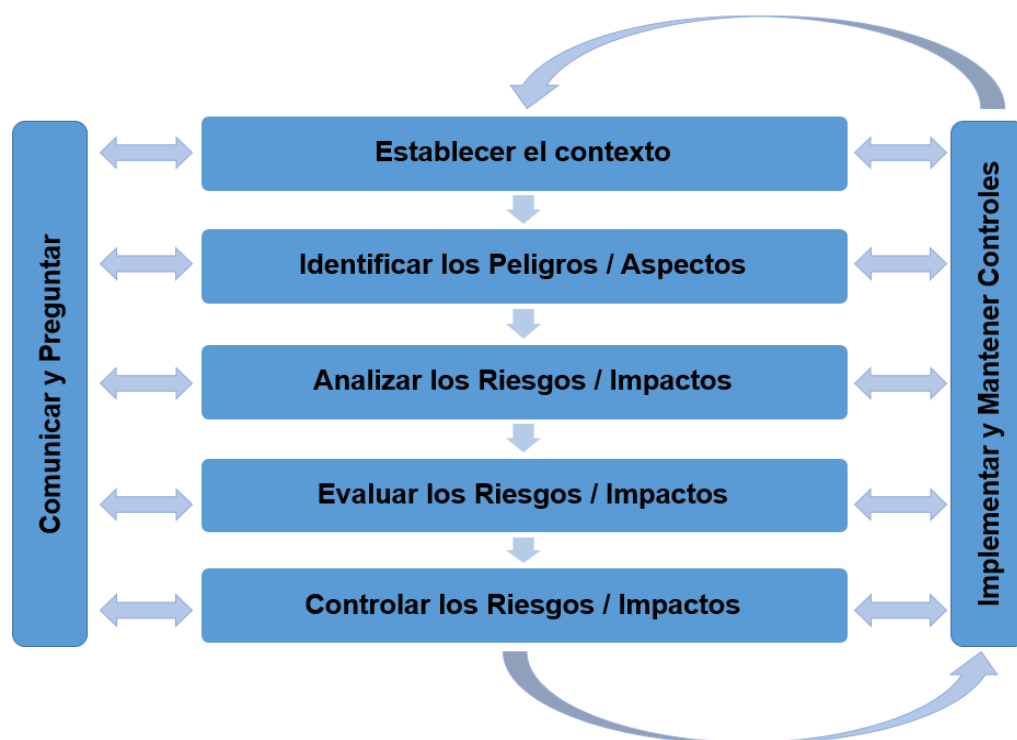 Comunicar y Preguntar
Establecer el contexto
Identificar los Peligros / Aspectos
Analizar los Riesgos / Impactos
Evaluar los Riesgos / Impactos
Controlar los Riesgos / Impactos
Implementar y Mantener Controles